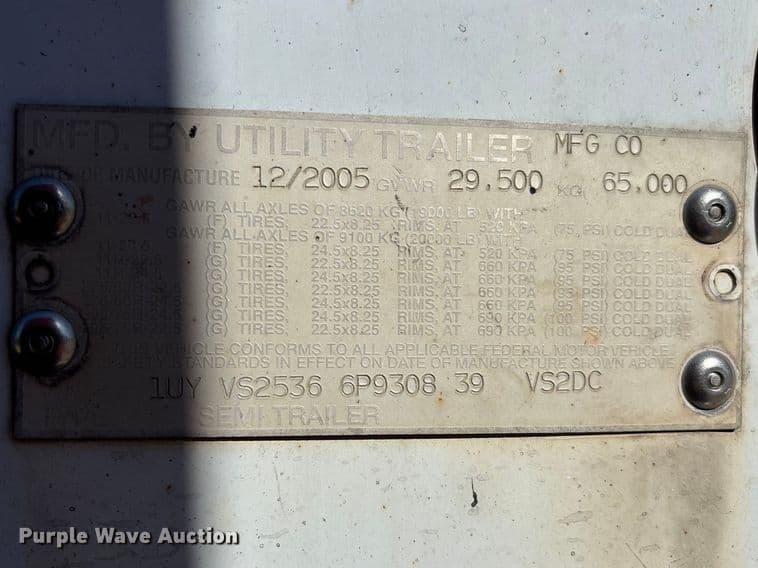 MFD. BY UTILITY TRAILER MFG CO
DATE OF MANUFACTURE 12/2005 GVWR 29.500 KG 65.000
GAWR ALL AXLES OF 8620 KG (19000 LB) WITH
(F) TIRES. 22.5x8.25 RIMS, AT 520 KPA (75 PSI) COLD DUAL
GAWR ALL AXLES OF 9100 KG (20000 LB) WITH
(F) TIRES. 24.5x8.25 RIMS, AT 520 KPA (75 PSI) COLD DUAL
(G) TIRES. 22.5x8.25 RIMS, AT 660 KPA (95 PSI) COLD DUAL
(G) TIRES. 24.5x8.25 RIMS, AT 660 KPA (95 PSI) COLD DUAL
(G) TIRES. 22.5x8.25 RIMS, AT 660 KPA (95 PSI) COLD DUAL
(G) TIRES. 24.5x8.25 RIMS, AT 660 KPA (95 PSI) COLD DUAL
(G) TIRES. 24.5x8.25 RIMS, AT 690 KPA (100 PSI) COLD DUAL
(G) TIRES. 22.5x8.25 RIMS, AT 690 KPA (100 PSI) COLD DUAL
THIS VEHICLE CONFORMS TO ALL APPLICABLE FEDERAL MOTOR VEHICLE
SAFETY STANDARDS IN EFFECT ON DATE OF MANUFACTURE SHOWN ABOVE
1UY VS2536 6P9308 39 VS2DC
SEMI-TRAILER
Purple Wave Auction